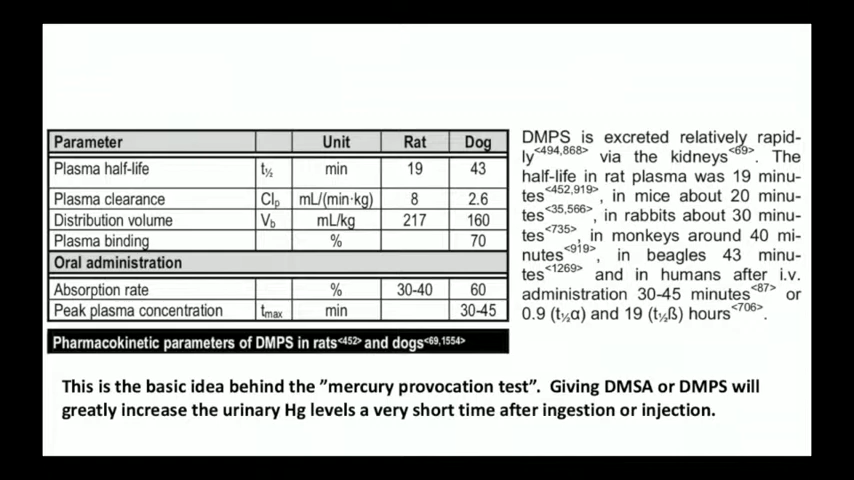 Parameter Unit Rat Dog
Plasma half-life t½ min 19 43
Plasma clearance Clp mL/(min·kg) 8 2.6
Distribution volume Vb mL/kg 217 160
Plasma binding % 70
Oral administration
Absorption rate % 30-40 60
Peak plasma concentration tmax min 30-45
Pharmacokinetic parameters of DMPS in rats<452> and dogs<69,1554>
DMPS is excreted relatively rapid-
ly<494,868> via the kidneys<69>. The
half-life in rat plasma was 19 minu-
tes<452,919>, in mice about 20 minu-
tes<35,566>, in rabbits about 30 minu-
tes<735>, in monkeys around 40 mi-
nutes<919>, in beagles 43 minu-
tes<1269> and in humans after i.v.
administration 30-45 minutes<87> or
0.9 (t½α) and 19 (t½ß) hours<706>.
This is the basic idea behind the ”mercury provocation test”. Giving DMSA or DMPS will
greatly increase the urinary Hg levels a very short time after ingestion or injection.